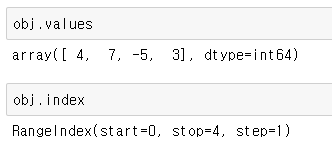 obj.values
array([ 4,  7, -5,  3], dtype=int64)
obj.index
RangeIndex(start=0, stop=4, step=1)